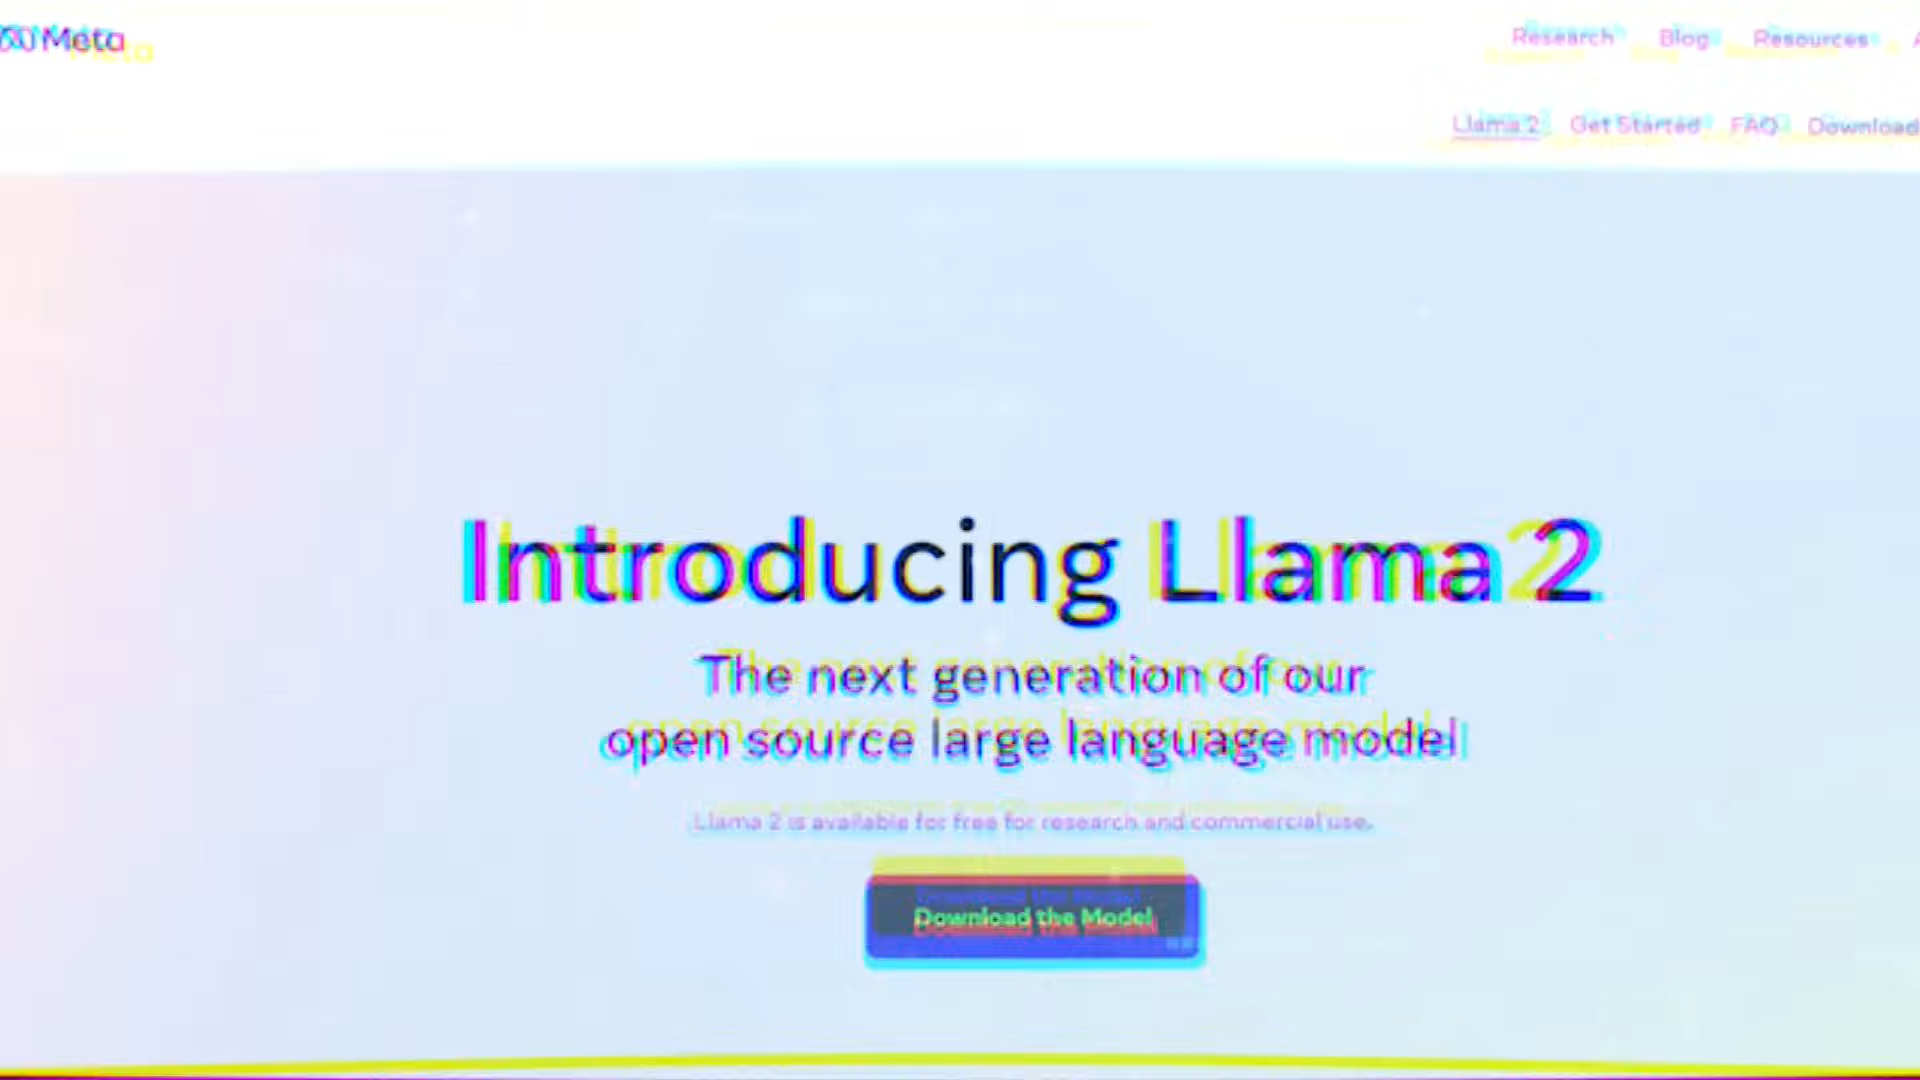 Meta
Research Blog Resources
Llama 2 Get Started FAQ Download
Introducing Llama 2
The next generation of our
open source large language model
Llama 2 is available for free for research and commercial use.
Download the Model